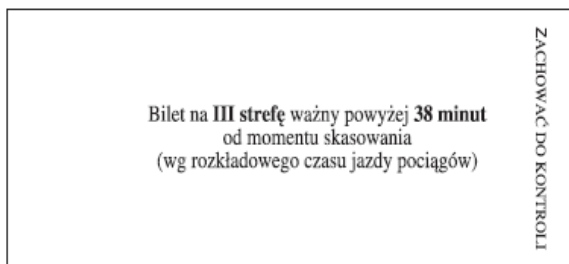 Bilet na III strefę ważny powyżej 38 minut
od momentu skasowania
(wg rozkładowego czasu jazdy pociągów)
ZACHOWAĆ DO KONTROLI